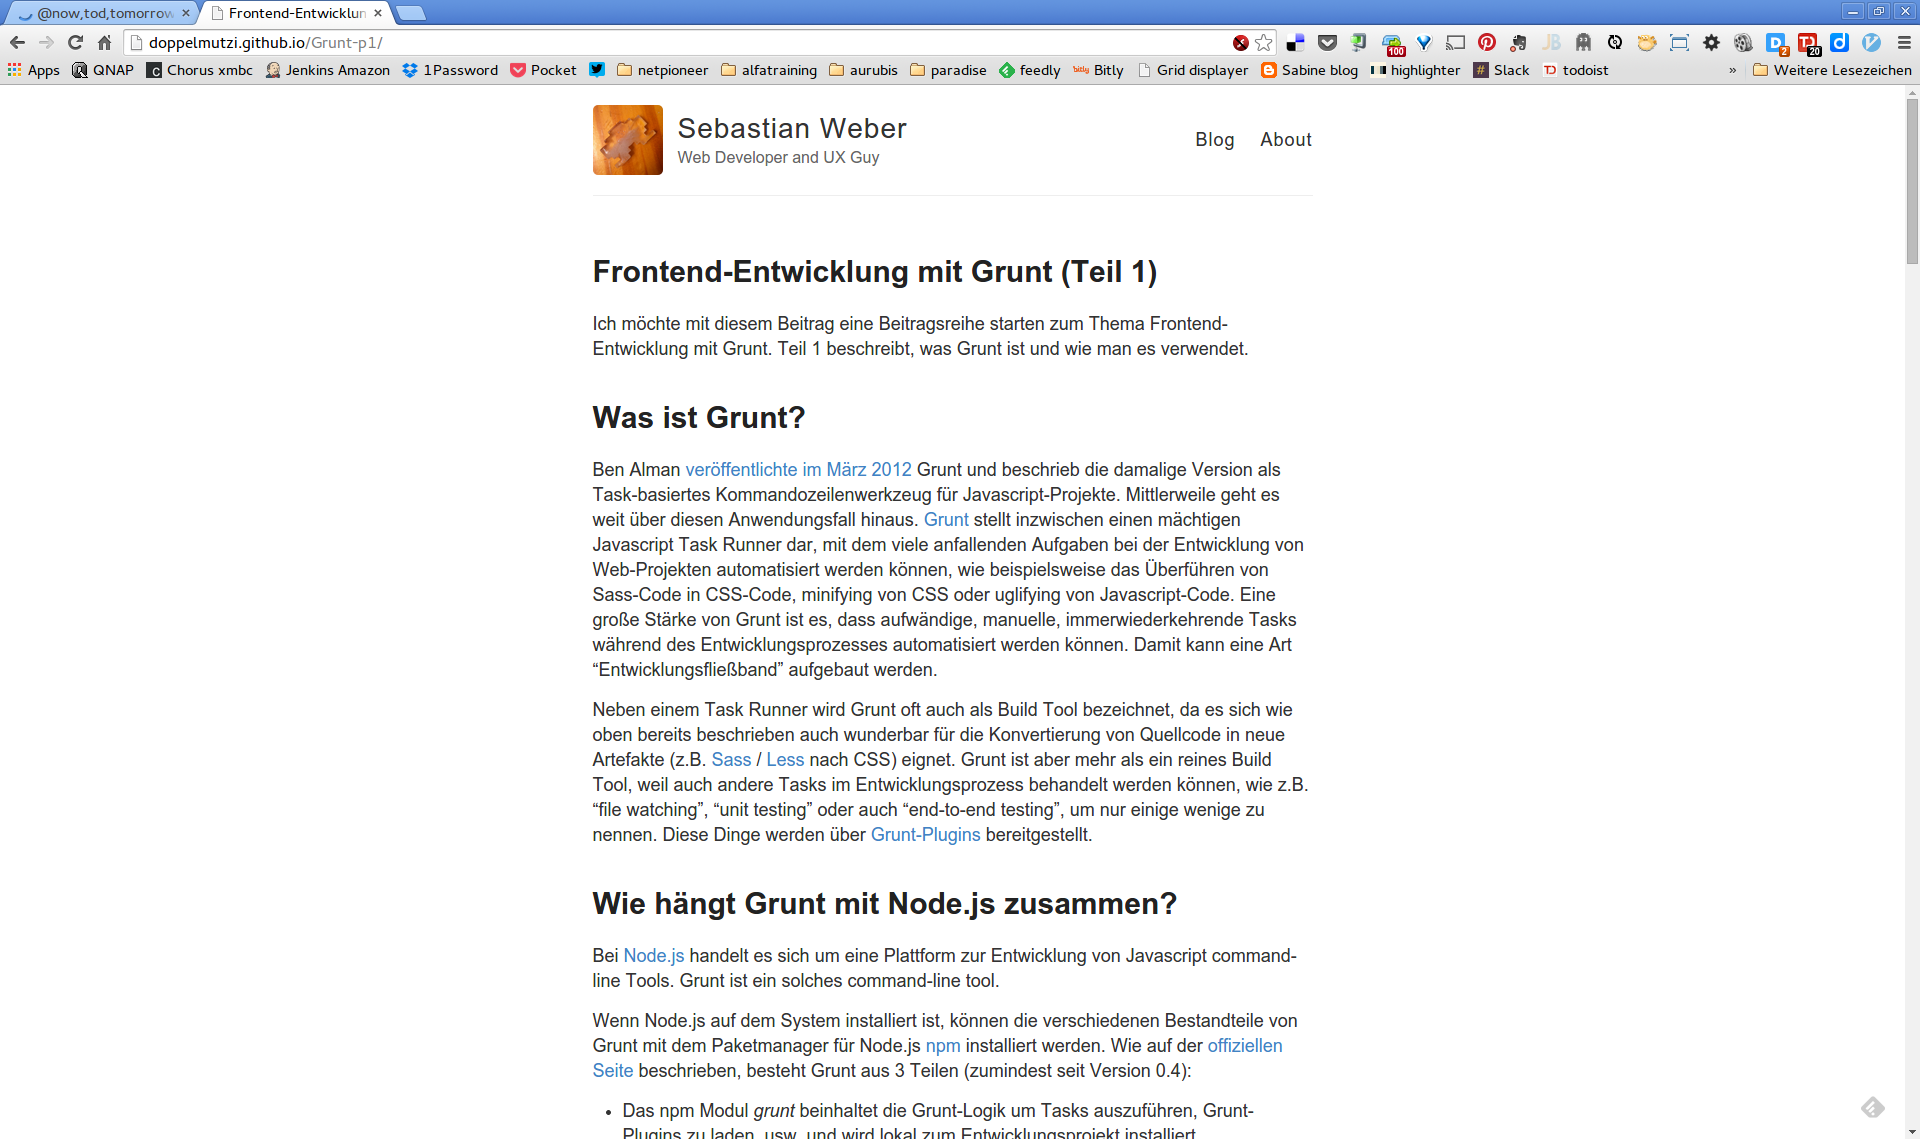 @now,tod,tomorrow
Frontend-Entwicklun
doppelmutzi.github.io/Grunt-p1/
100
2
20
Apps QNAP Chorus xmbc Jenkins Amazon 1Password Pocket netpioneer alfatraining aurubis paradise feedly Bitly Grid displayer Sabine blog highlighter Slack todoist » Weitere Lesezeichen
Sebastian Weber
Web Developer and UX Guy
Blog About
Frontend-Entwicklung mit Grunt (Teil 1)
Ich möchte mit diesem Beitrag eine Beitragsreihe starten zum Thema Frontend-
Entwicklung mit Grunt. Teil 1 beschreibt, was Grunt ist und wie man es verwendet.
Was ist Grunt?
Ben Alman veröffentlichte im März 2012 Grunt und beschrieb die damalige Version als
Task-basiertes Kommandozeilenwerkzeug für Javascript-Projekte. Mittlerweile geht es
weit über diesen Anwendungsfall hinaus. Grunt stellt inzwischen einen mächtigen
Javascript Task Runner dar, mit dem viele anfallenden Aufgaben bei der Entwicklung von
Web-Projekten automatisiert werden können, wie beispielsweise das Überführen von
Sass-Code in CSS-Code, minifying von CSS oder uglifying von Javascript-Code. Eine
große Stärke von Grunt ist es, dass aufwändige, manuelle, immerwiederkehrende Tasks
während des Entwicklungsprozesses automatisiert werden können. Damit kann eine Art
“Entwicklungsfließband” aufgebaut werden.
Neben einem Task Runner wird Grunt oft auch als Build Tool bezeichnet, da es sich wie
oben bereits beschrieben auch wunderbar für die Konvertierung von Quellcode in neue
Artefakte (z.B. Sass / Less nach CSS) eignet. Grunt ist aber mehr als ein reines Build
Tool, weil auch andere Tasks im Entwicklungsprozess behandelt werden können, wie z.B.
“file watching”, “unit testing” oder auch “end-to-end testing”, um nur einige wenige zu
nennen. Diese Dinge werden über Grunt-Plugins bereitgestellt.
Wie hängt Grunt mit Node.js zusammen?
Bei Node.js handelt es sich um eine Plattform zur Entwicklung von Javascript command-
line Tools. Grunt ist ein solches command-line tool.
Wenn Node.js auf dem System installiert ist, können die verschiedenen Bestandteile von
Grunt mit dem Paketmanager für Node.js npm installiert werden. Wie auf der offiziellen
Seite beschrieben, besteht Grunt aus 3 Teilen (zumindest seit Version 0.4):
• Das npm Modul grunt beinhaltet die Grunt-Logik um Tasks auszuführen, Grunt-
Plugins zu laden, usw. und wird lokal zum Entwicklungsprojekt installiert